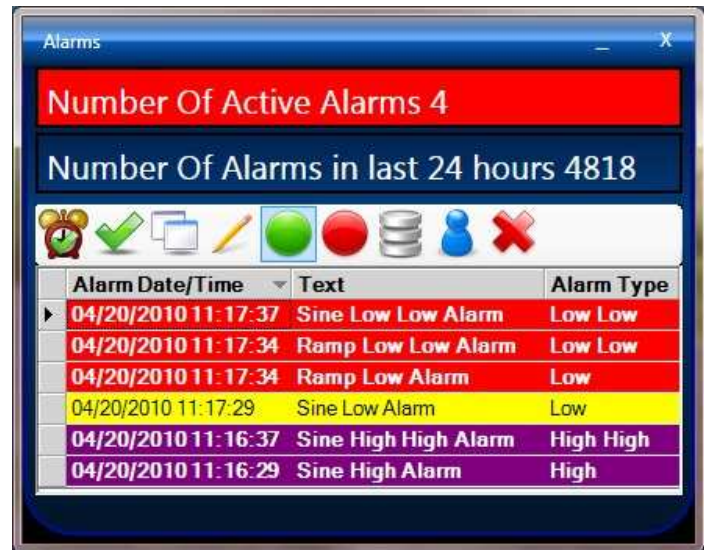 Alarms _ X
Number Of Active Alarms 4
Number Of Alarms in last 24 hours 4818
Alarm Date/Time Text Alarm Type
04/20/2010 11:17:37 Sine Low Low Alarm Low Low
04/20/2010 11:17:34 Ramp Low Low Alarm Low Low
04/20/2010 11:17:34 Ramp Low Alarm Low
04/20/2010 11:17:29 Sine Low Alarm Low
04/20/2010 11:16:37 Sine High High Alarm High High
04/20/2010 11:16:29 Sine High Alarm High